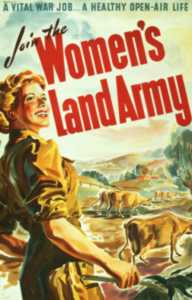 A VITAL WAR JOB... A HEALTHY OPEN-AIR LIFE
Join the
Women's
Land Army